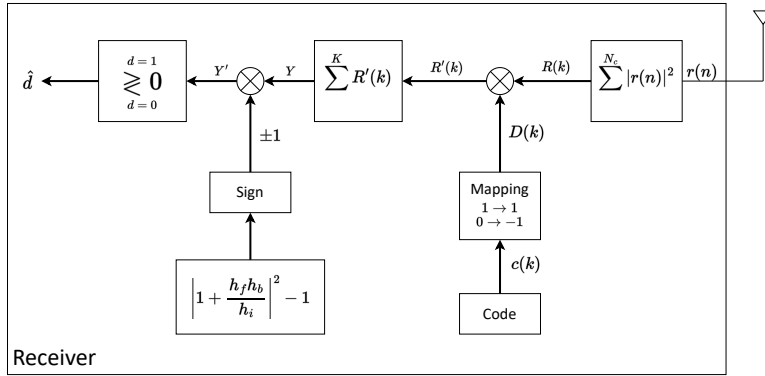 d = 1
≷ 0
d = 0
d̂
Y′
Y
∑^K R′(k)
R′(k)
R(k)
∑^{N_c} |r(n)|²
r(n)
±1
D(k)
Sign
Mapping
1 → 1
0 → −1
|1 + h_f h_b / h_i|² − 1
c(k)
Code
Receiver